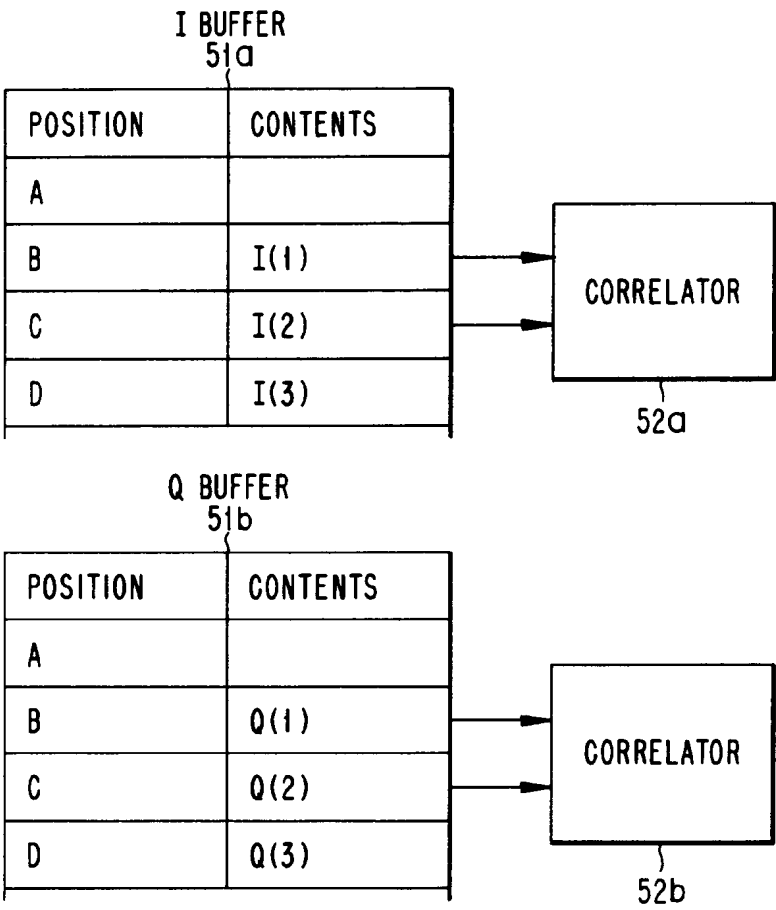 I BUFFER
51a
POSITION CONTENTS
A
B I(1)
C I(2)
D I(3)
CORRELATOR
52a
Q BUFFER
51b
POSITION CONTENTS
A
B Q(1)
C Q(2)
D Q(3)
CORRELATOR
52b